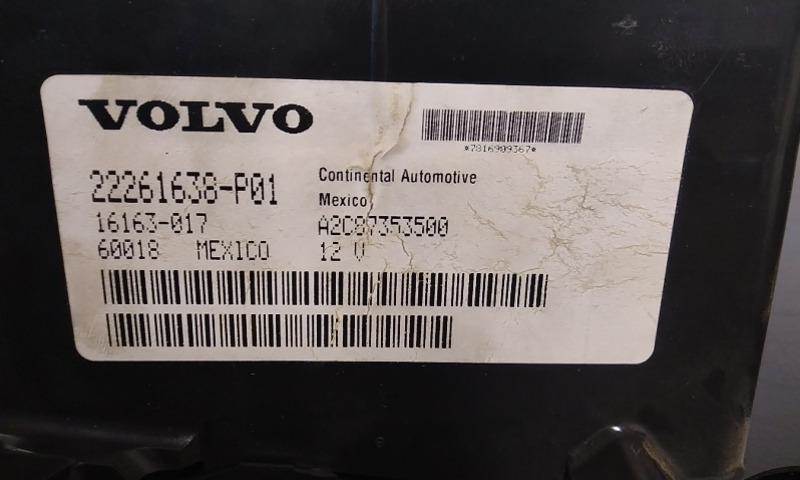 VOLVO
*7816909367*
22261638-P01
Continental Automotive
Mexico
16163-017
A2C87353500
60018 MEXICO
12 V